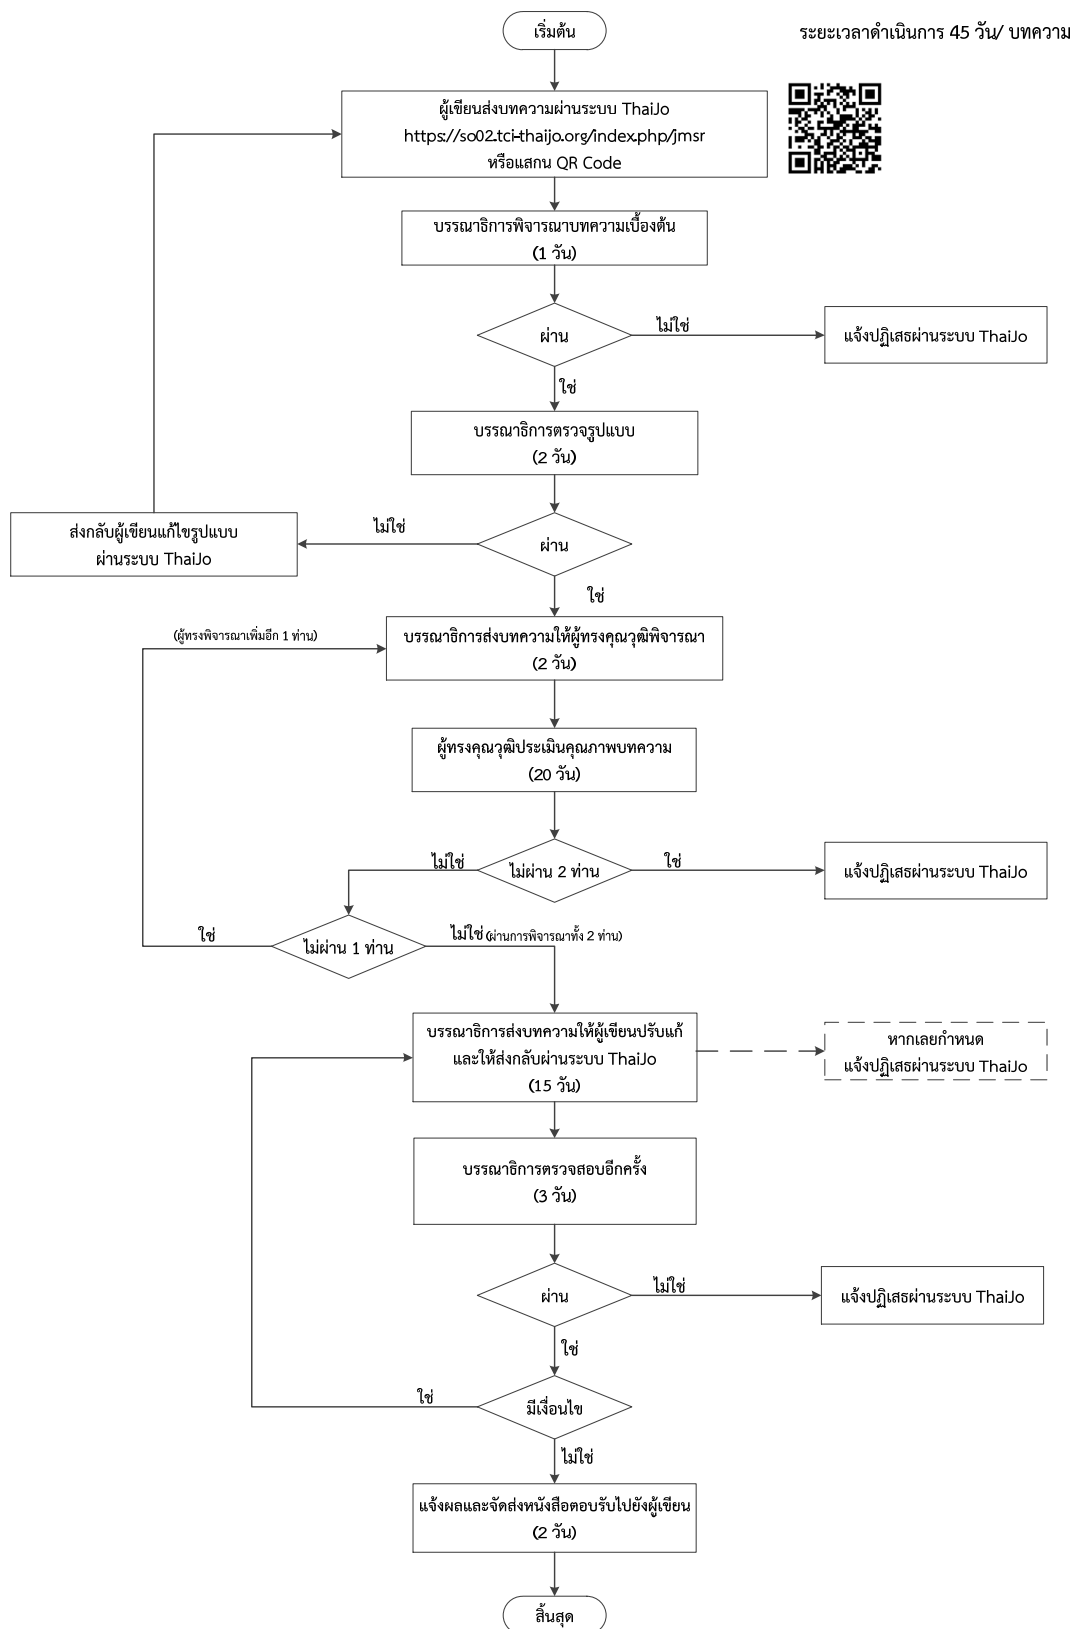 เริ่มต้น
ระยะเวลาดำเนินการ 45 วัน/ บทความ
ผู้เขียนส่งบทความผ่านระบบ ThaiJo
https://so02.tci-thaijo.org/index.php/jmsr
หรือแสกน QR Code
บรรณาธิการพิจารณาบทความเบื้องต้น
(1 วัน)
ผ่าน
ไม่ใช่
แจ้งปฏิเสธผ่านระบบ ThaiJo
ใช่
บรรณาธิการตรวจรูปแบบ
(2 วัน)
ไม่ใช่
ส่งกลับผู้เขียนแก้ไขรูปแบบ
ผ่านระบบ ThaiJo
ผ่าน
ใช่
(ผู้ทรงพิจารณาเพิ่มอีก 1 ท่าน)
บรรณาธิการส่งบทความให้ผู้ทรงคุณวุฒิพิจารณา
(2 วัน)
ผู้ทรงคุณวุฒิประเมินคุณภาพบทความ
(20 วัน)
ไม่ใช่
ไม่ผ่าน 2 ท่าน
ใช่
แจ้งปฏิเสธผ่านระบบ ThaiJo
ใช่
ไม่ผ่าน 1 ท่าน
ไม่ใช่ (ผ่านการพิจารณาทั้ง 2 ท่าน)
บรรณาธิการส่งบทความให้ผู้เขียนปรับแก้
และให้ส่งกลับผ่านระบบ ThaiJo
(15 วัน)
หากเลยกำหนด
แจ้งปฏิเสธผ่านระบบ ThaiJo
บรรณาธิการตรวจสอบอีกครั้ง
(3 วัน)
ผ่าน
ไม่ใช่
แจ้งปฏิเสธผ่านระบบ ThaiJo
ใช่
ใช่
มีเงื่อนไข
ไม่ใช่
แจ้งผลและจัดส่งหนังสือตอบรับไปยังผู้เขียน
(2 วัน)
สิ้นสุด